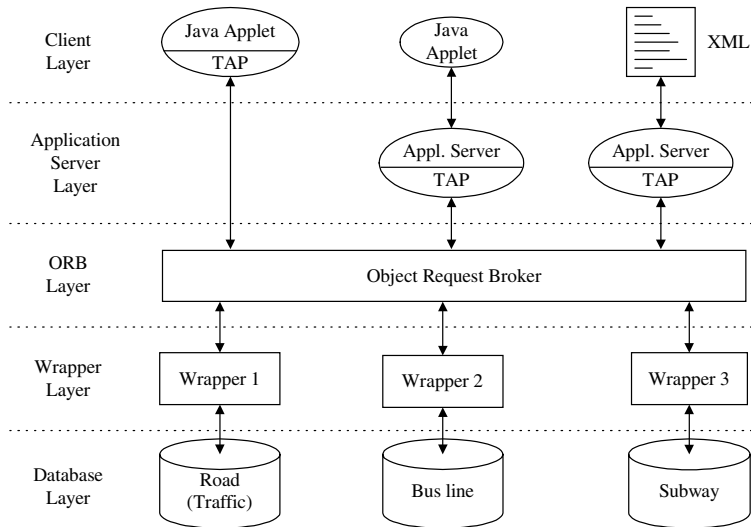 Client
Layer
Java Applet
TAP
Java
Applet
XML
Application
Server
Layer
Appl. Server
TAP
Appl. Server
TAP
ORB
Layer
Object Request Broker
Wrapper
Layer
Wrapper 1
Wrapper 2
Wrapper 3
Database
Layer
Road
(Traffic)
Bus line
Subway